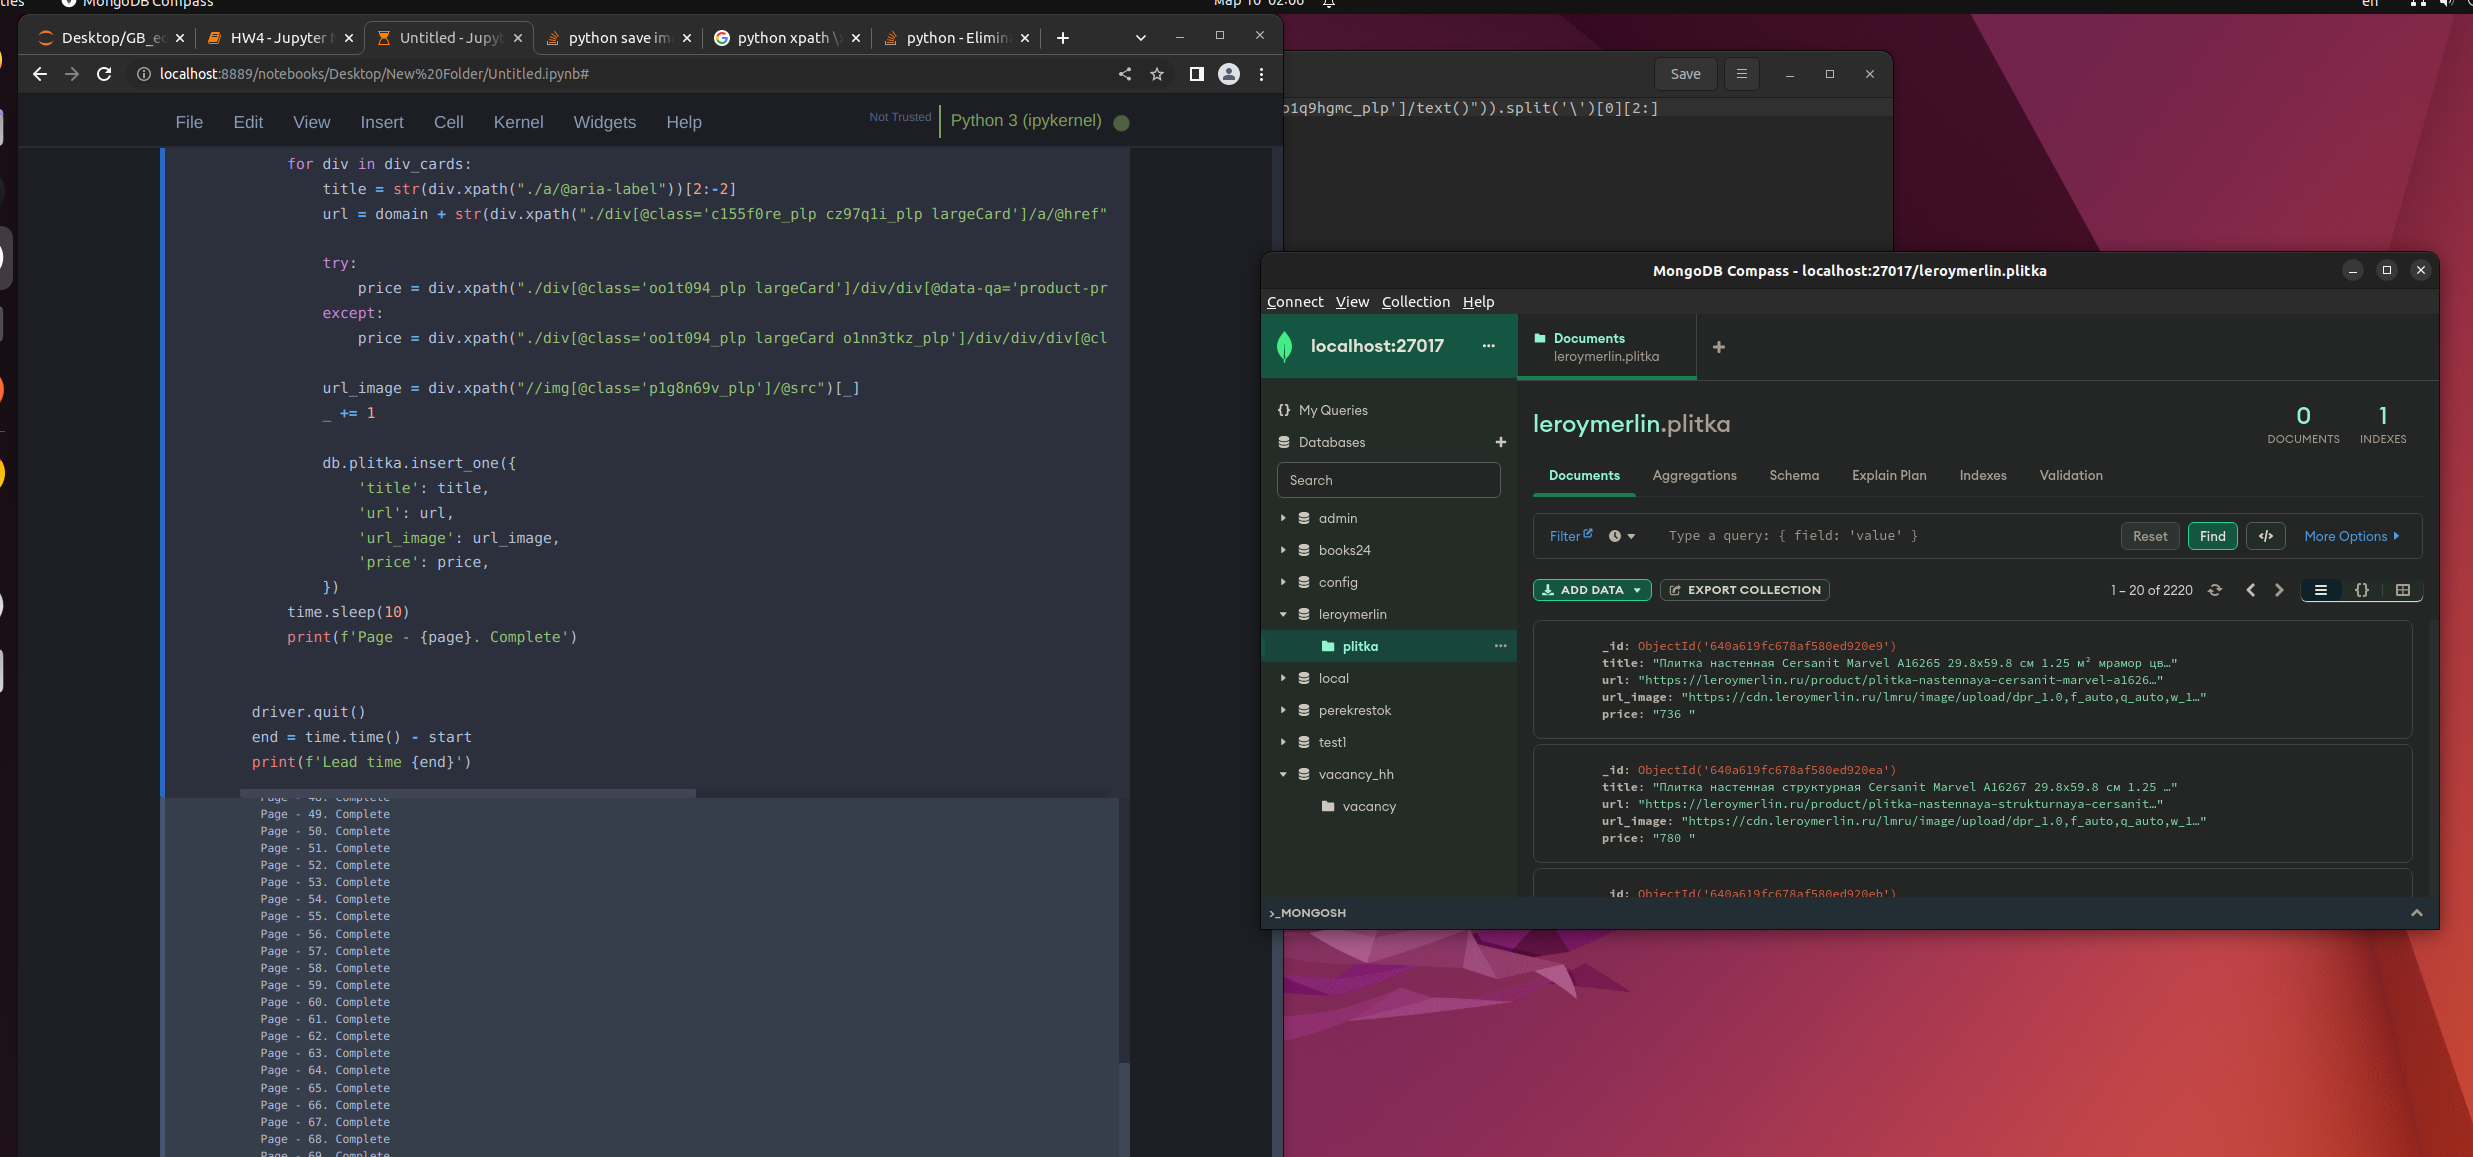 MongoDB Compass
Мар 10 02:06
en
Desktop/GB_ec
HW4 - Jupyter
Untitled - Jupyt
python save im
python xpath \
python - Elimin
localhost:8889/notebooks/Desktop/New%20Folder/Untitled.ipynb#
File Edit View Insert Cell Kernel Widgets Help
Not Trusted
Python 3 (ipykernel)
for div in div_cards:
title = str(div.xpath("./a/@aria-label"))[2:-2]
url = domain + str(div.xpath("./div[@class='c155f0re_plp cz97q1i_plp largeCard']/a/@href"
try:
price = div.xpath("./div[@class='oo1t094_plp largeCard']/div/div[@data-qa='product-pr
except:
price = div.xpath("./div[@class='oo1t094_plp largeCard o1nn3tkz_plp']/div/div/div[@cl
url_image = div.xpath("//img[@class='p1g8n69v_plp']/@src")[_]
_ += 1
db.plitka.insert_one({
'title': title,
'url': url,
'url_image': url_image,
'price': price,
})
time.sleep(10)
print(f'Page - {page}. Complete')
driver.quit()
end = time.time() - start
print(f'Lead time {end}')
Page - 48. Complete
Page - 49. Complete
Page - 50. Complete
Page - 51. Complete
Page - 52. Complete
Page - 53. Complete
Page - 54. Complete
Page - 55. Complete
Page - 56. Complete
Page - 57. Complete
Page - 58. Complete
Page - 59. Complete
Page - 60. Complete
Page - 61. Complete
Page - 62. Complete
Page - 63. Complete
Page - 64. Complete
Page - 65. Complete
Page - 66. Complete
Page - 67. Complete
Page - 68. Complete
Page - 69. Complete
Save
o1q9hgmc_plp']/text()")).split('\')[0][2:]
MongoDB Compass - localhost:27017/leroymerlin.plitka
Connect View Collection Help
localhost:27017
My Queries
Databases
Search
admin
books24
config
leroymerlin
plitka
local
perekrestok
test1
vacancy_hh
vacancy
Documents
leroymerlin.plitka
leroymerlin.plitka
0
DOCUMENTS
1
INDEXES
Documents Aggregations Schema Explain Plan Indexes Validation
Filter
Type a query: { field: 'value' }
Reset
Find
More Options
ADD DATA
EXPORT COLLECTION
1 – 20 of 2220
_id: ObjectId('640a619fc678af580ed920e9')
title: "Плитка настенная Cersanit Marvel A16265 29.8x59.8 см 1.25 м² мрамор цв…"
url: "https://leroymerlin.ru/product/plitka-nastennaya-cersanit-marvel-a1626…"
url_image: "https://cdn.leroymerlin.ru/lmru/image/upload/dpr_1.0,f_auto,q_auto,w_1…"
price: "736 "
_id: ObjectId('640a619fc678af580ed920ea')
title: "Плитка настенная структурная Cersanit Marvel A16267 29.8x59.8 см 1.25 …"
url: "https://leroymerlin.ru/product/plitka-nastennaya-strukturnaya-cersanit…"
url_image: "https://cdn.leroymerlin.ru/lmru/image/upload/dpr_1.0,f_auto,q_auto,w_1…"
price: "780 "
_id: ObjectId('640a619fc678af580ed920eb')
>_MONGOSH